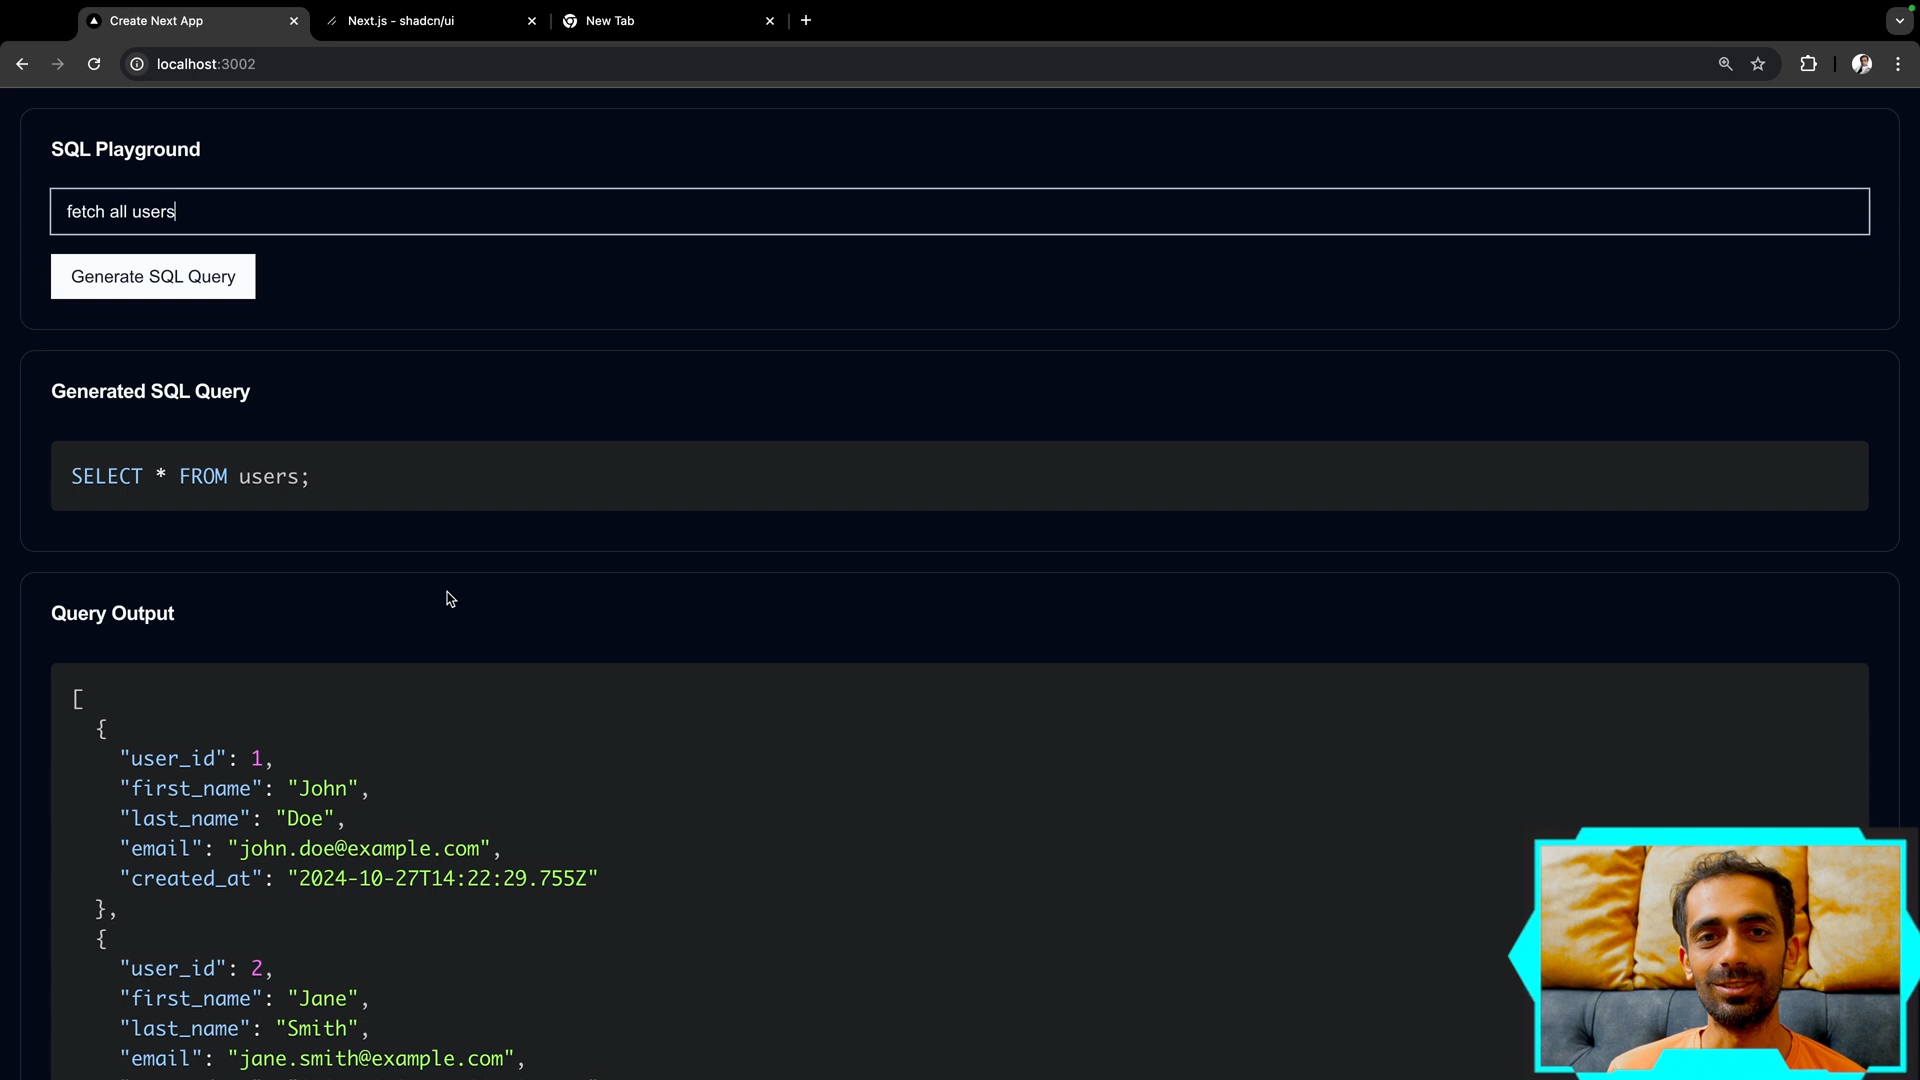 Create Next App
Next.js - shadcn/ui
New Tab
localhost:3002
SQL Playground
fetch all users
Generate SQL Query
Generated SQL Query
SELECT * FROM users;
Query Output
[
{
"user_id": 1,
"first_name": "John",
"last_name": "Doe",
"email": "john.doe@example.com",
"created_at": "2024-10-27T14:22:29.755Z"
},
{
"user_id": 2,
"first_name": "Jane",
"last_name": "Smith",
"email": "jane.smith@example.com",